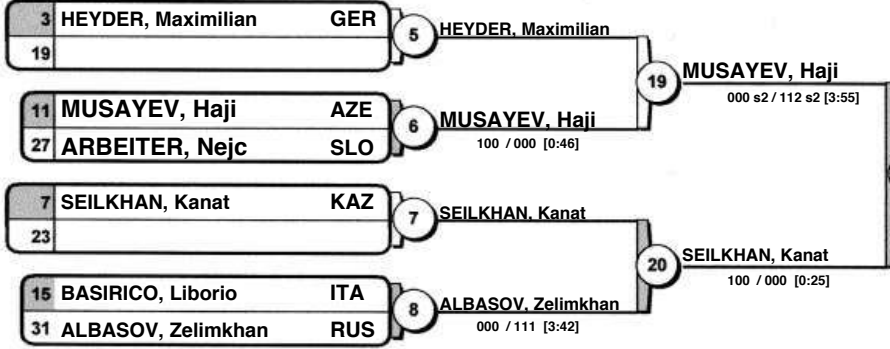 3 HEYDER, Maximilian GER
19
5
HEYDER, Maximilian
11 MUSAYEV, Haji AZE
27 ARBEITER, Nejc SLO
6
MUSAYEV, Haji
100 / 000 [0:46]
19
MUSAYEV, Haji
000 s2 / 112 s2 [3:55]
7 SEILKHAN, Kanat KAZ
23
7
SEILKHAN, Kanat
15 BASIRICO, Liborio ITA
31 ALBASOV, Zelimkhan RUS
8
ALBASOV, Zelimkhan
000 / 111 [3:42]
20
SEILKHAN, Kanat
100 / 000 [0:25]